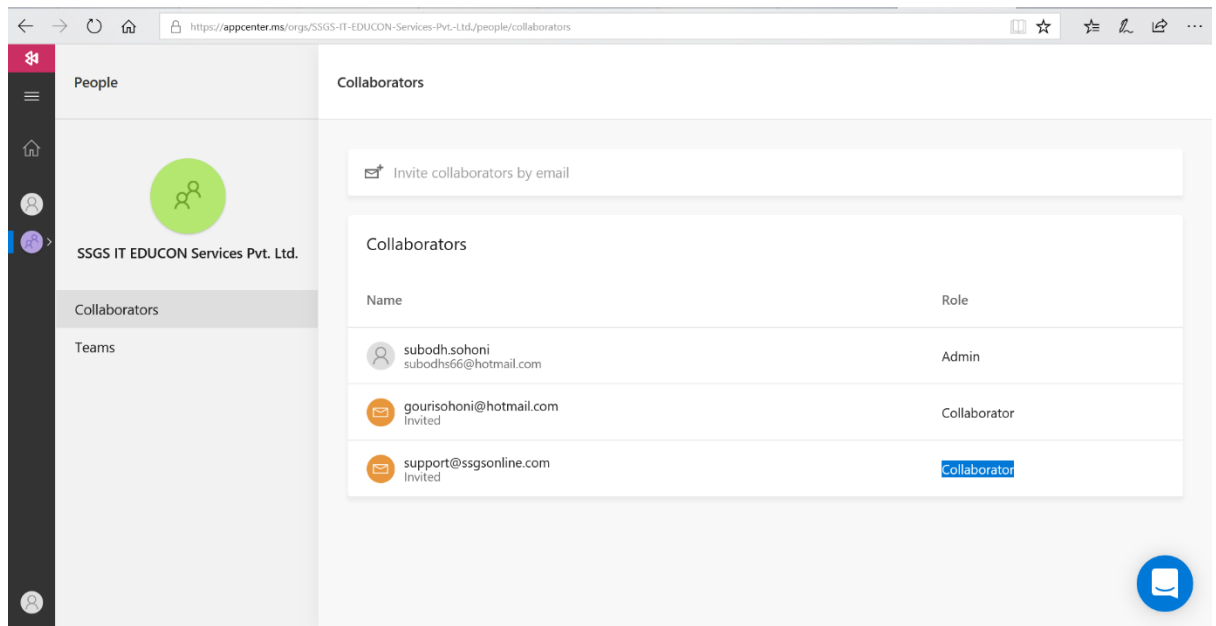 https://appcenter.ms/orgs/SSGS-IT-EDUCON-Services-Pvt.-Ltd./people/collaborators
People
Collaborators
Invite collaborators by email
SSGS IT EDUCON Services Pvt. Ltd.
Collaborators
Teams
Collaborators
Name Role
subodh.sohoni
subodhs66@hotmail.com
Admin
gourisohoni@hotmail.com
Invited
Collaborator
support@ssgsonline.com
Invited
Collaborator